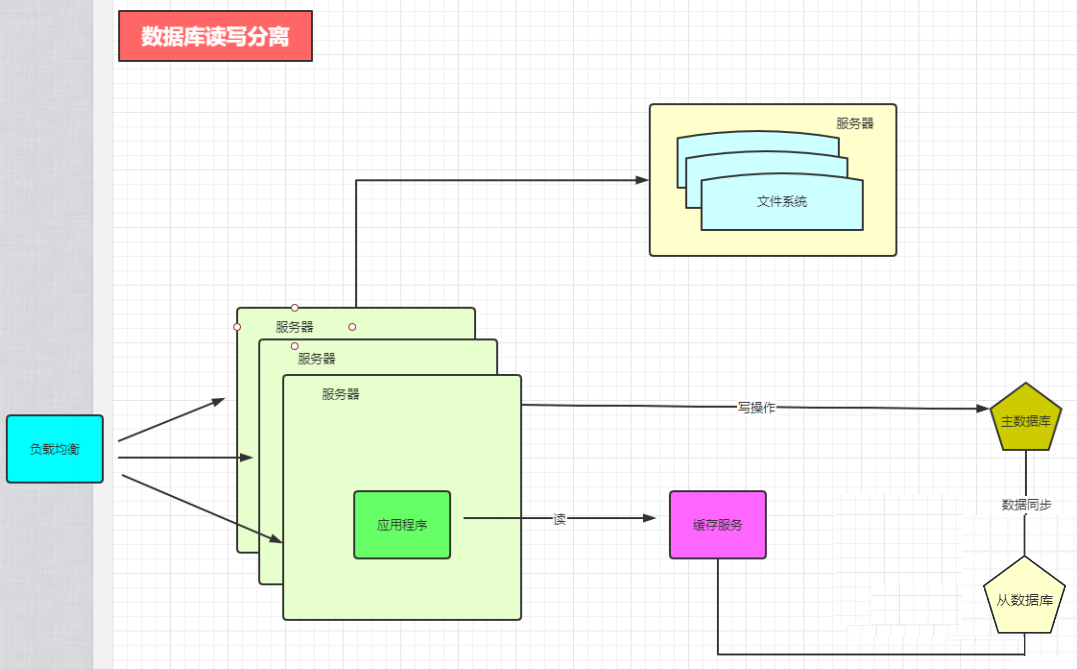 数据库读写分离
服务器
文件系统
服务器
服务器
服务器
写操作
主数据库
负载均衡
数据同步
应用程序
读
缓存服务
从数据库